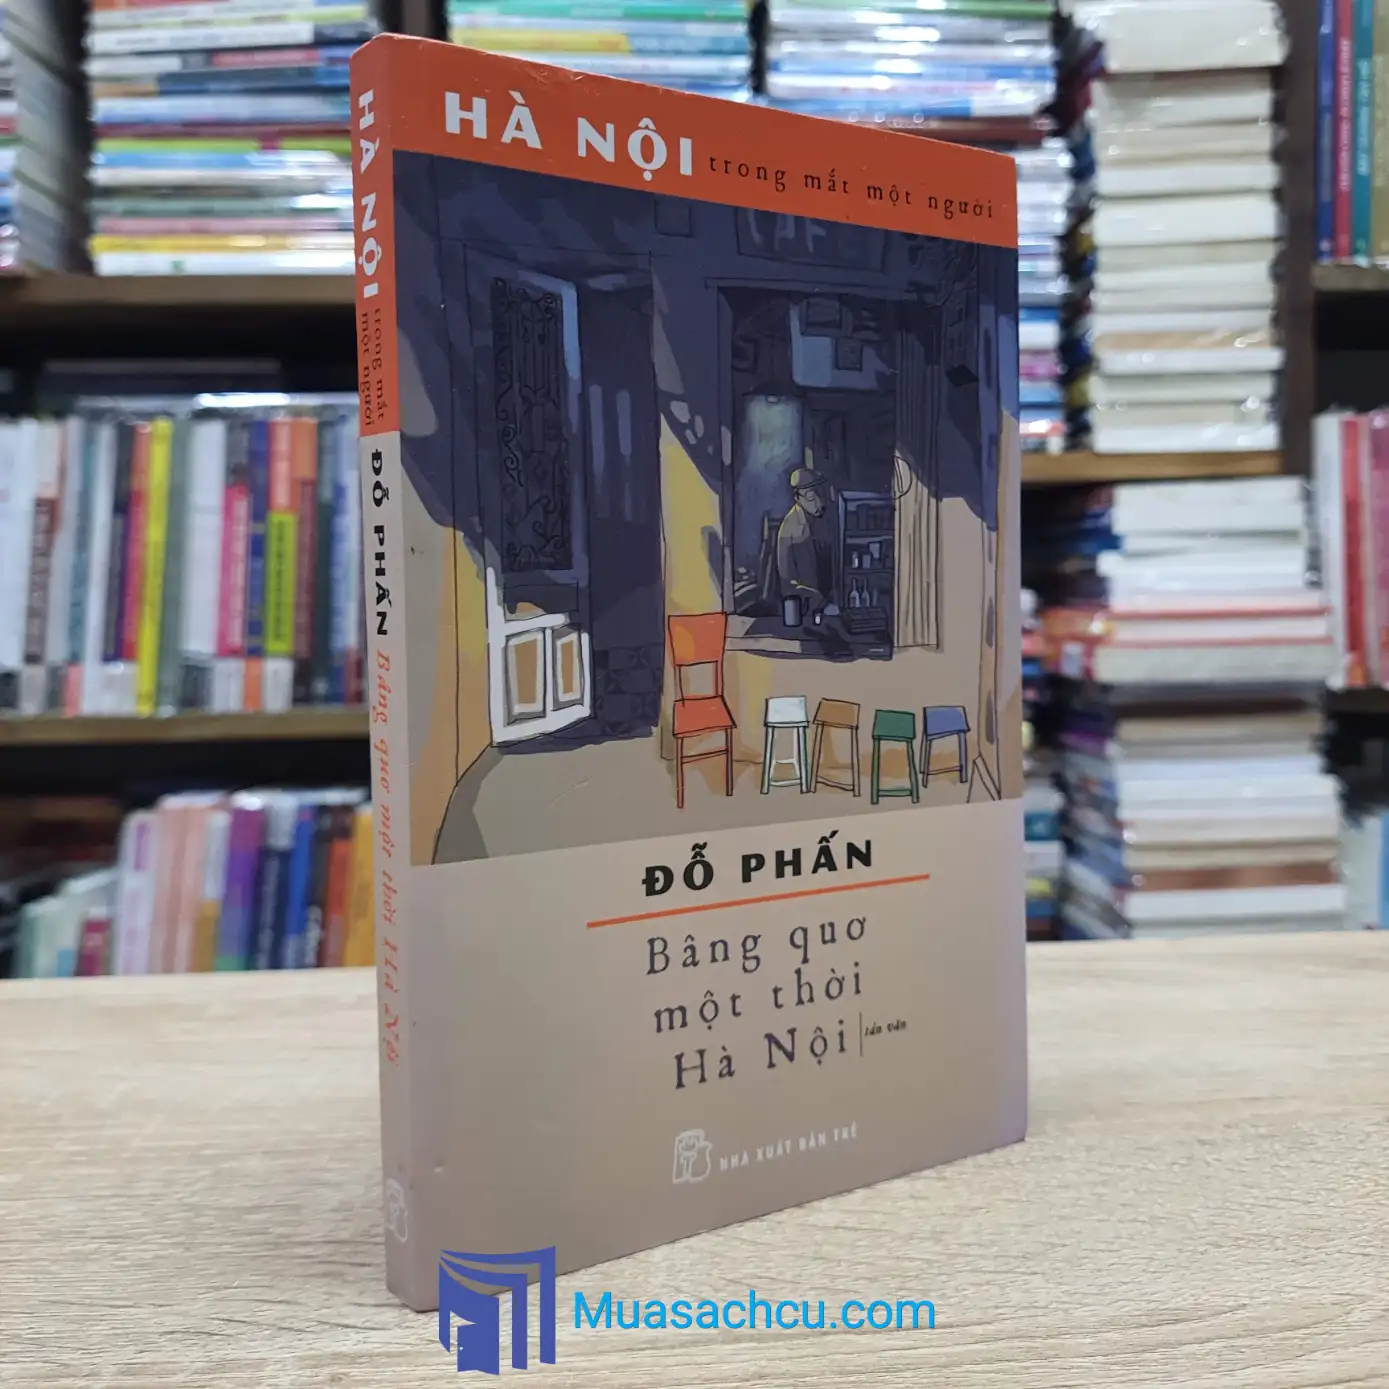 HÀ NỘI trong mắt một người
CAFE
ĐỖ PHẤN
Bâng quơ
một thời
Hà Nội tản văn
NHÀ XUẤT BẢN TRẺ
HÀ NỘI trong mắt
một người
ĐỖ PHẤN Bâng quơ một thời Hà Nội
Muasachcu.com